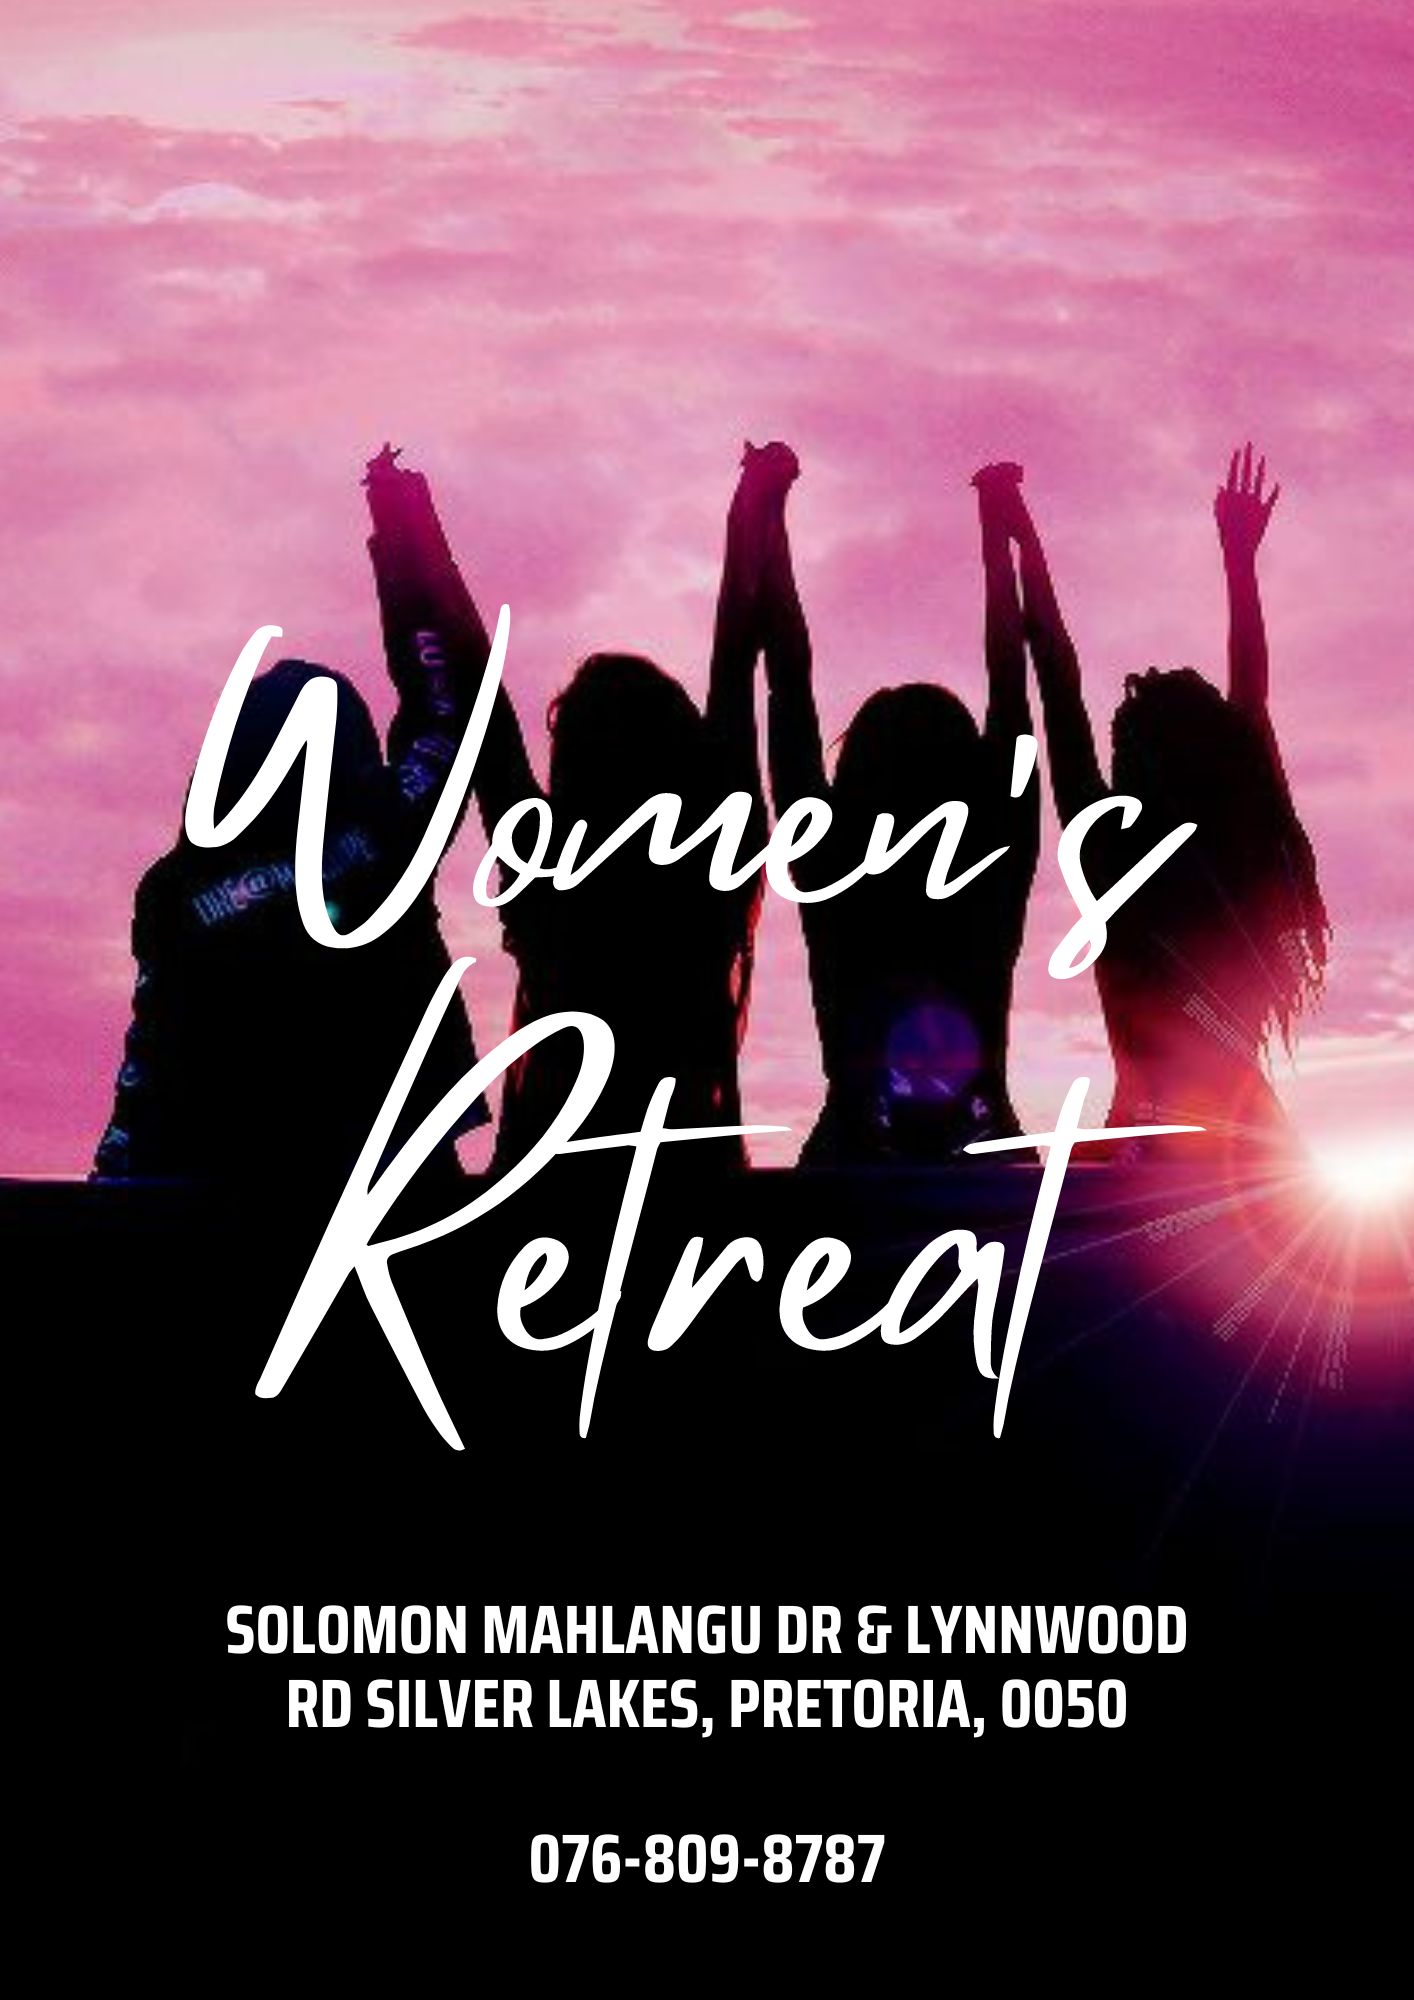 Women's
Retreat
SOLOMON MAHLANGU DR & LYNNWOOD
RD SILVER LAKES, PRETORIA, 0050
076-809-8787